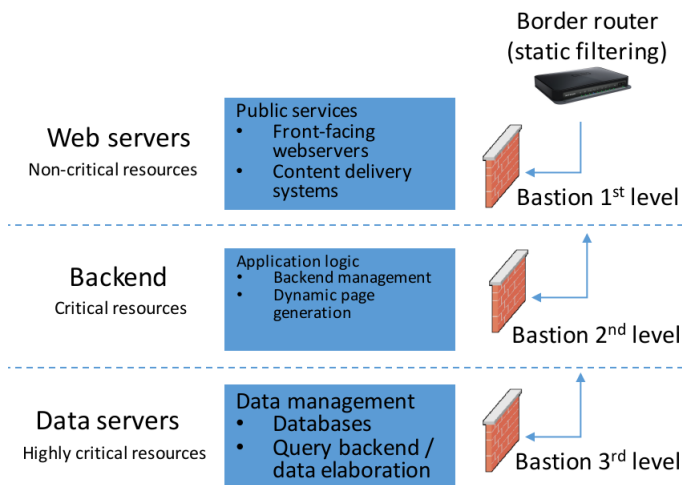 Border router
(static filtering)
Web servers
Non-critical resources
Public services
• Front-facing
webservers
• Content delivery
systems
Bastion 1st level
Backend
Critical resources
Application logic
• Backend management
• Dynamic page
generation
Bastion 2nd level
Data servers
Highly critical resources
Data management
• Databases
• Query backend /
data elaboration
Bastion 3rd level